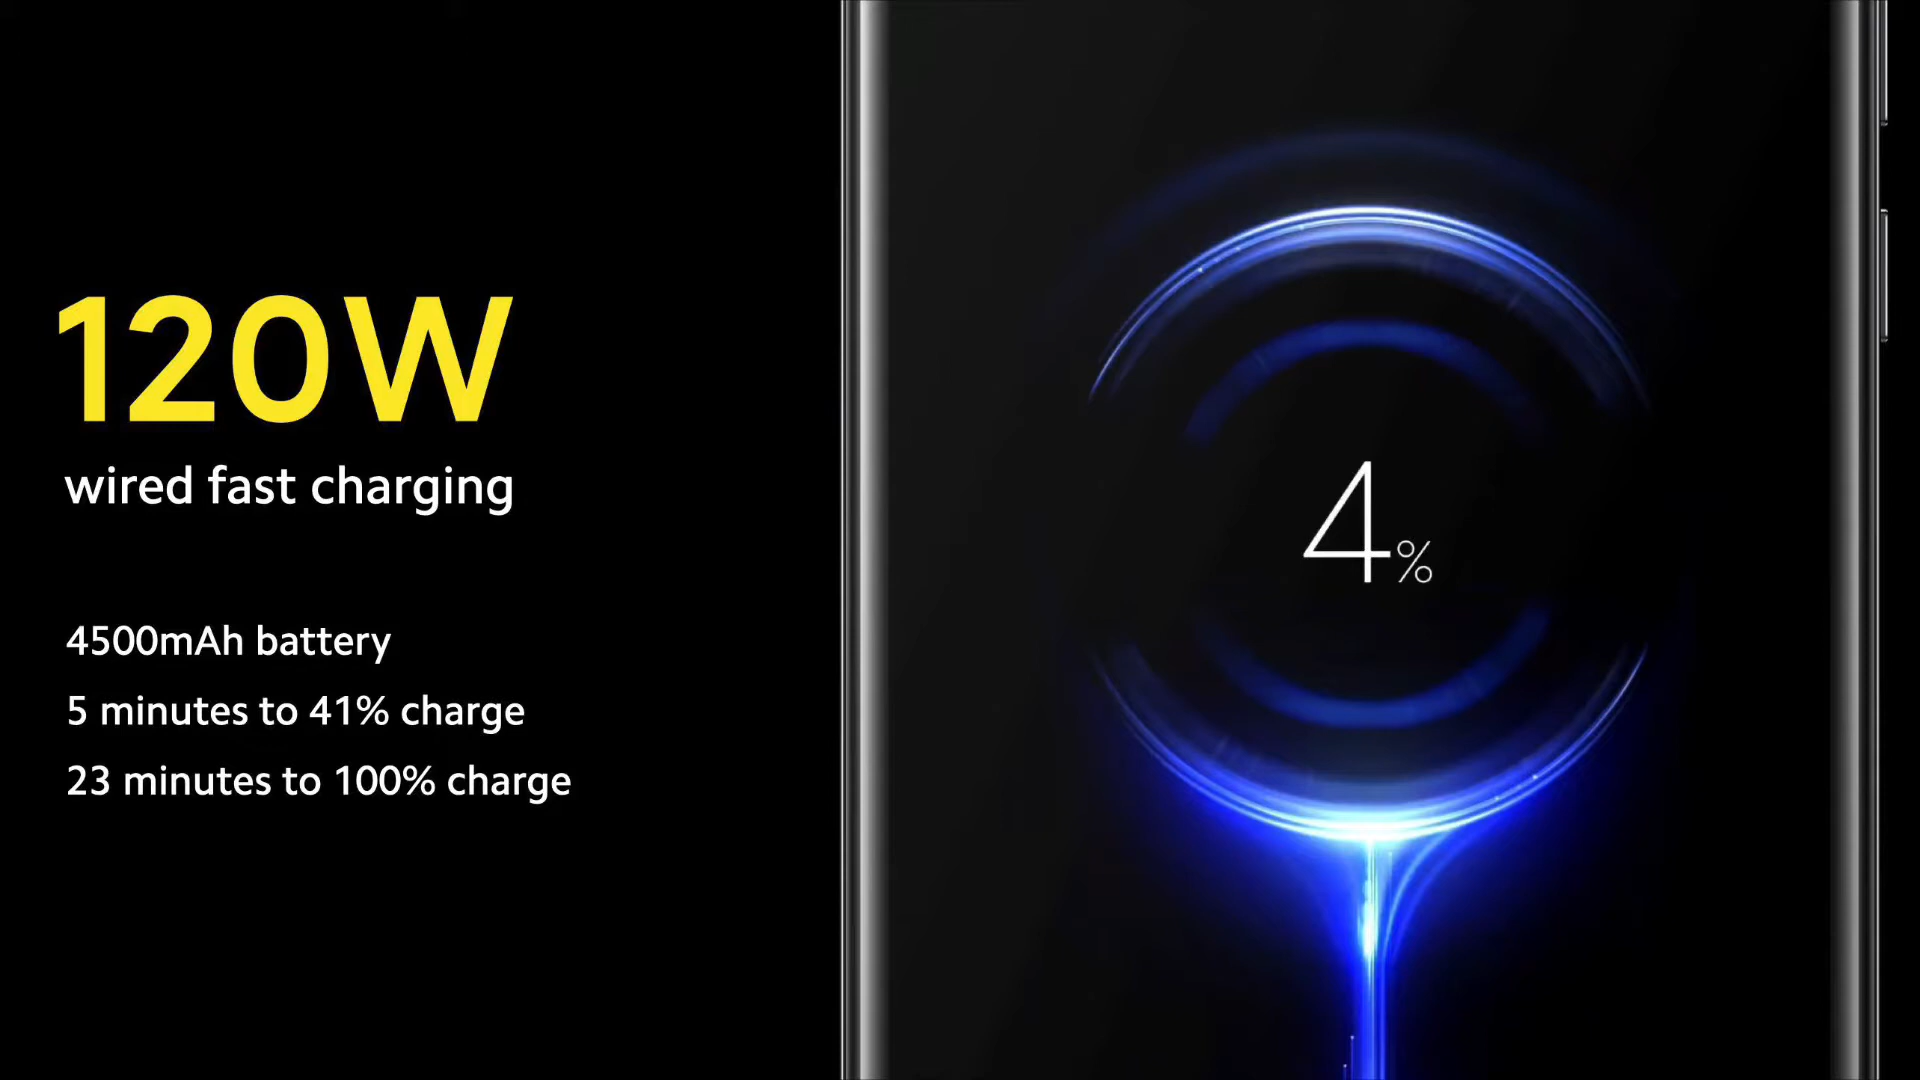 120W
wired fast charging
4500mAh battery
5 minutes to 41% charge
23 minutes to 100% charge
4%